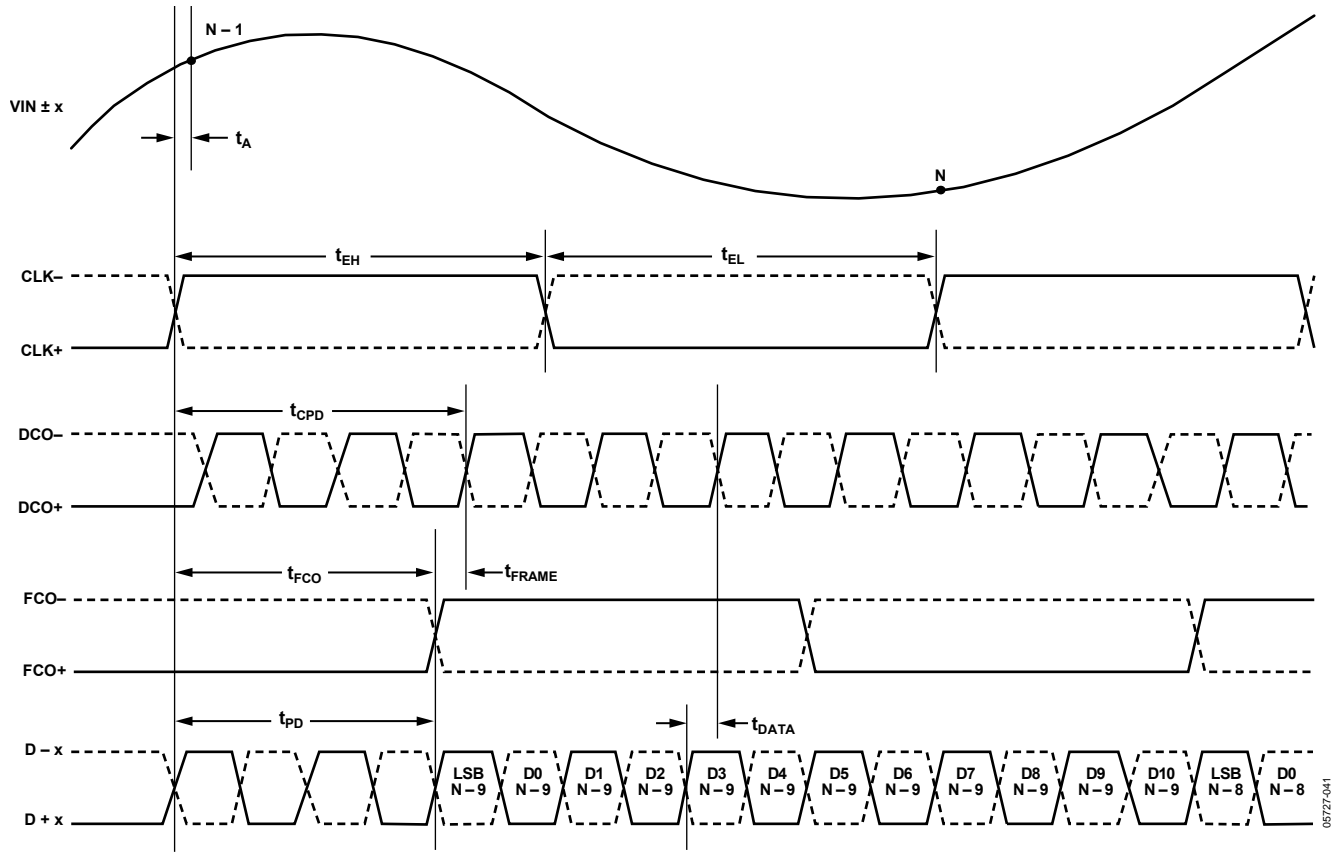 N – 1
VIN ± x
tA
N
tEH
tEL
CLK–
CLK+
tCPD
DCO–
DCO+
tFCO
tFRAME
FCO–
FCO+
tPD
tDATA
D – x
LSB N – 9 D0 N – 9 D1 N – 9 D2 N – 9 D3 N – 9 D4 N – 9 D5 N – 9 D6 N – 9 D7 N – 9 D8 N – 9 D9 N – 9 D10 N – 9 LSB N – 8 D0 N – 8
D + x
05727-041